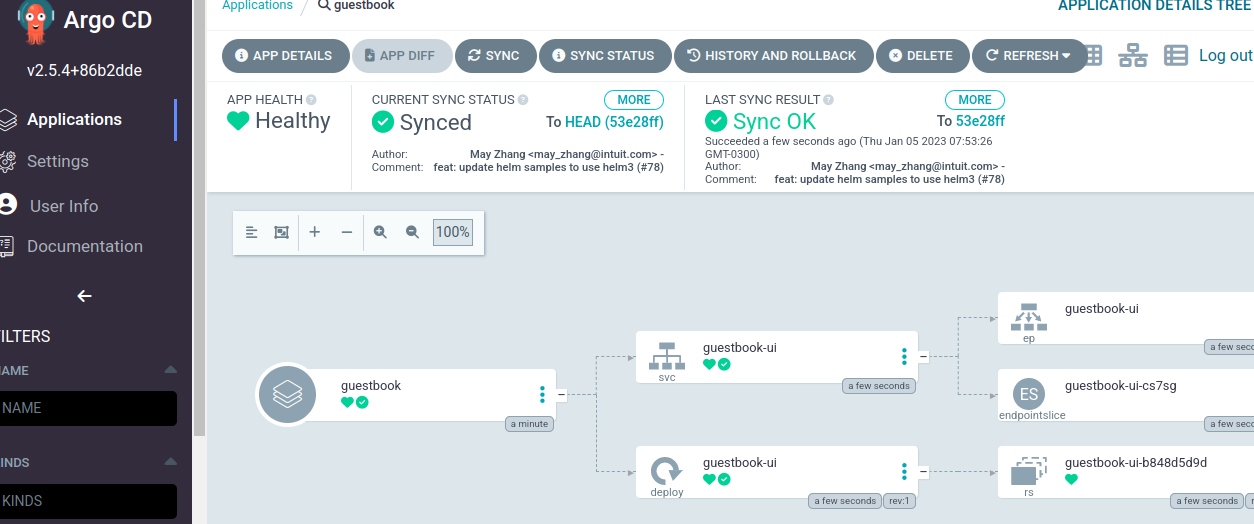 Argo CD
v2.5.4+86b2dde
Applications
Settings
User Info
Documentation
ILTERS
AME
NAME
INDS
KINDS
Applications / guestbook
APPLICATION DETAILS TREE
APP DETAILS
APP DIFF
SYNC
SYNC STATUS
HISTORY AND ROLLBACK
DELETE
REFRESH
Log out
APP HEALTH
Healthy
CURRENT SYNC STATUS
MORE
Synced
To HEAD (53e28ff)
Author: May Zhang <may_zhang@intuit.com> -
Comment: feat: update helm samples to use helm3 (#78)
LAST SYNC RESULT
MORE
Sync OK
To 53e28ff
Succeeded a few seconds ago (Thu Jan 05 2023 07:53:26
GMT-0300)
Author: May Zhang <may_zhang@intuit.com> -
Comment: feat: update helm samples to use helm3 (#78)
100%
guestbook
a minute
guestbook-ui
svc
a few seconds
guestbook-ui
deploy
a few seconds
rev:1
guestbook-ui
ep
a few seco
ES
guestbook-ui-cs7sg
endpointslice
a few seco
guestbook-ui-b848d5d9d
rs
a few seconds
r